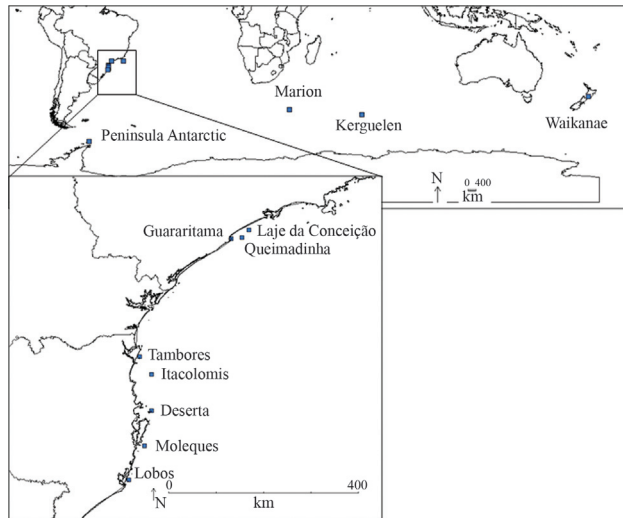 Marion
Kerguelen
Waikanae
Peninsula Antarctic
N
0 400
km
Guararitama
Laje da Conceição
Queimadinha
Tambores
Itacolomis
Deserta
Moleques
Lobos
0
400
N
km